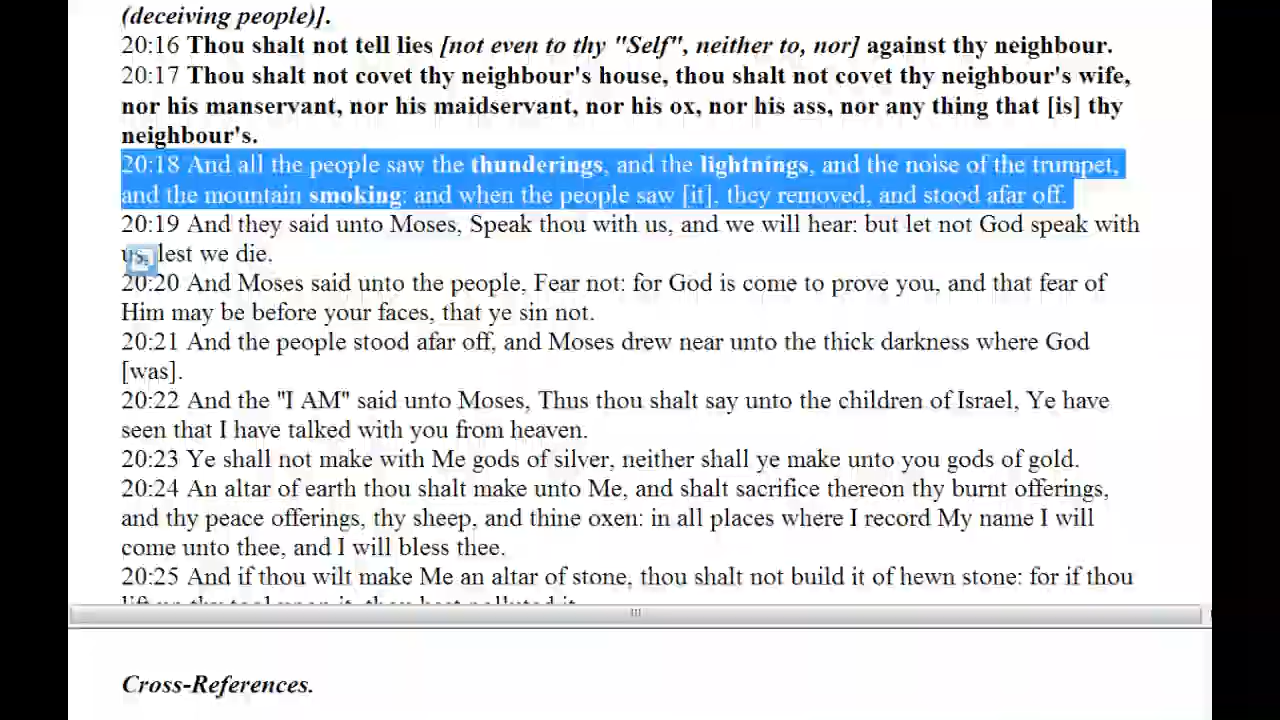 (deceiving people)].
20:16 Thou shalt not tell lies [not even to thy "Self", neither to, nor] against thy neighbour.
20:17 Thou shalt not covet thy neighbour's house, thou shalt not covet thy neighbour's wife,
nor his manservant, nor his maidservant, nor his ox, nor his ass, nor any thing that [is] thy
neighbour's.
20:18 And all the people saw the thunderings, and the lightnings, and the noise of the trumpet,
and the mountain smoking: and when the people saw [it], they removed, and stood afar off.
20:19 And they said unto Moses, Speak thou with us, and we will hear: but let not God speak with
us, lest we die.
20:20 And Moses said unto the people, Fear not: for God is come to prove you, and that fear of
Him may be before your faces, that ye sin not.
20:21 And the people stood afar off, and Moses drew near unto the thick darkness where God
[was].
20:22 And the "I AM" said unto Moses, Thus thou shalt say unto the children of Israel, Ye have
seen that I have talked with you from heaven.
20:23 Ye shall not make with Me gods of silver, neither shall ye make unto you gods of gold.
20:24 An altar of earth thou shalt make unto Me, and shalt sacrifice thereon thy burnt offerings,
and thy peace offerings, thy sheep, and thine oxen: in all places where I record My name I will
come unto thee, and I will bless thee.
20:25 And if thou wilt make Me an altar of stone, thou shalt not build it of hewn stone: for if thou
lift up thy tool upon it, thou hast polluted it.
Cross-References.